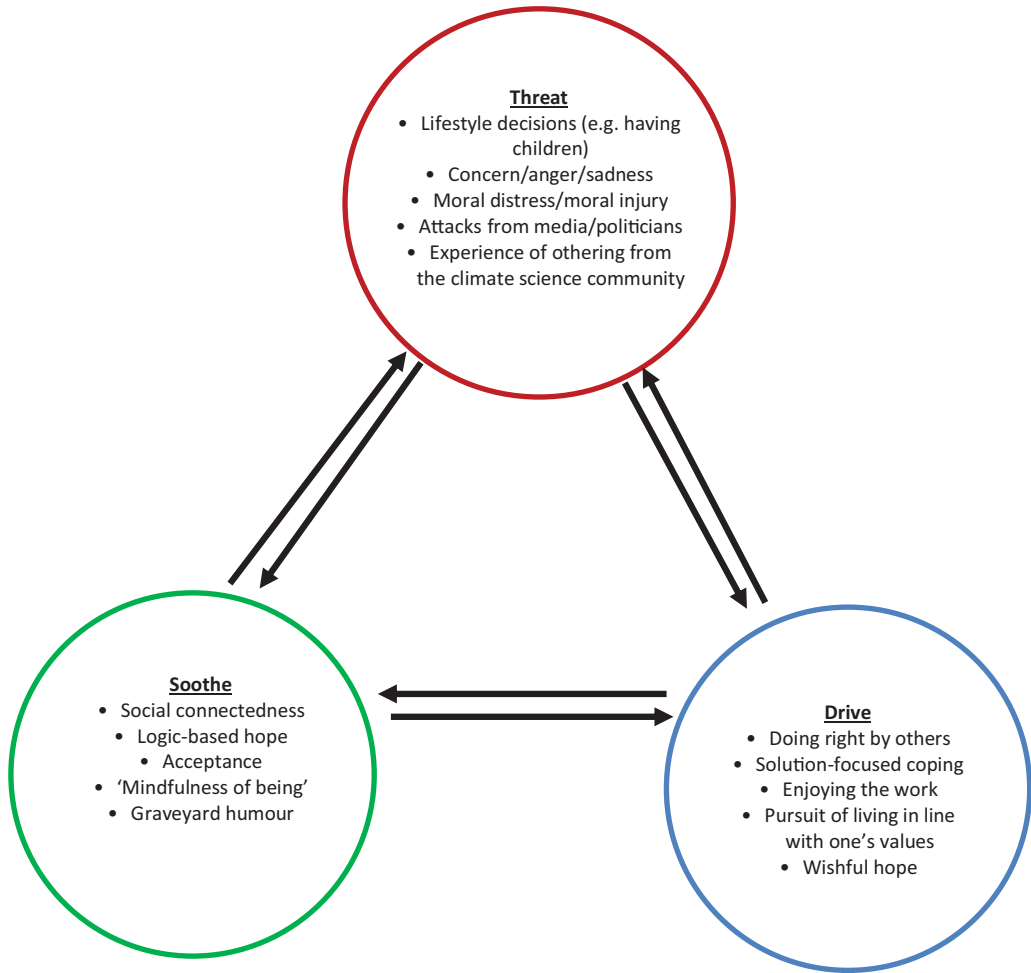 Threat
• Lifestyle decisions (e.g. having
children)
• Concern/anger/sadness
• Moral distress/moral injury
• Attacks from media/politicians
• Experience of othering from
the climate science community
Soothe
• Social connectedness
• Logic-based hope
• Acceptance
• ‘Mindfulness of being’
• Graveyard humour
Drive
• Doing right by others
• Solution-focused coping
• Enjoying the work
• Pursuit of living in line
with one’s values
• Wishful hope